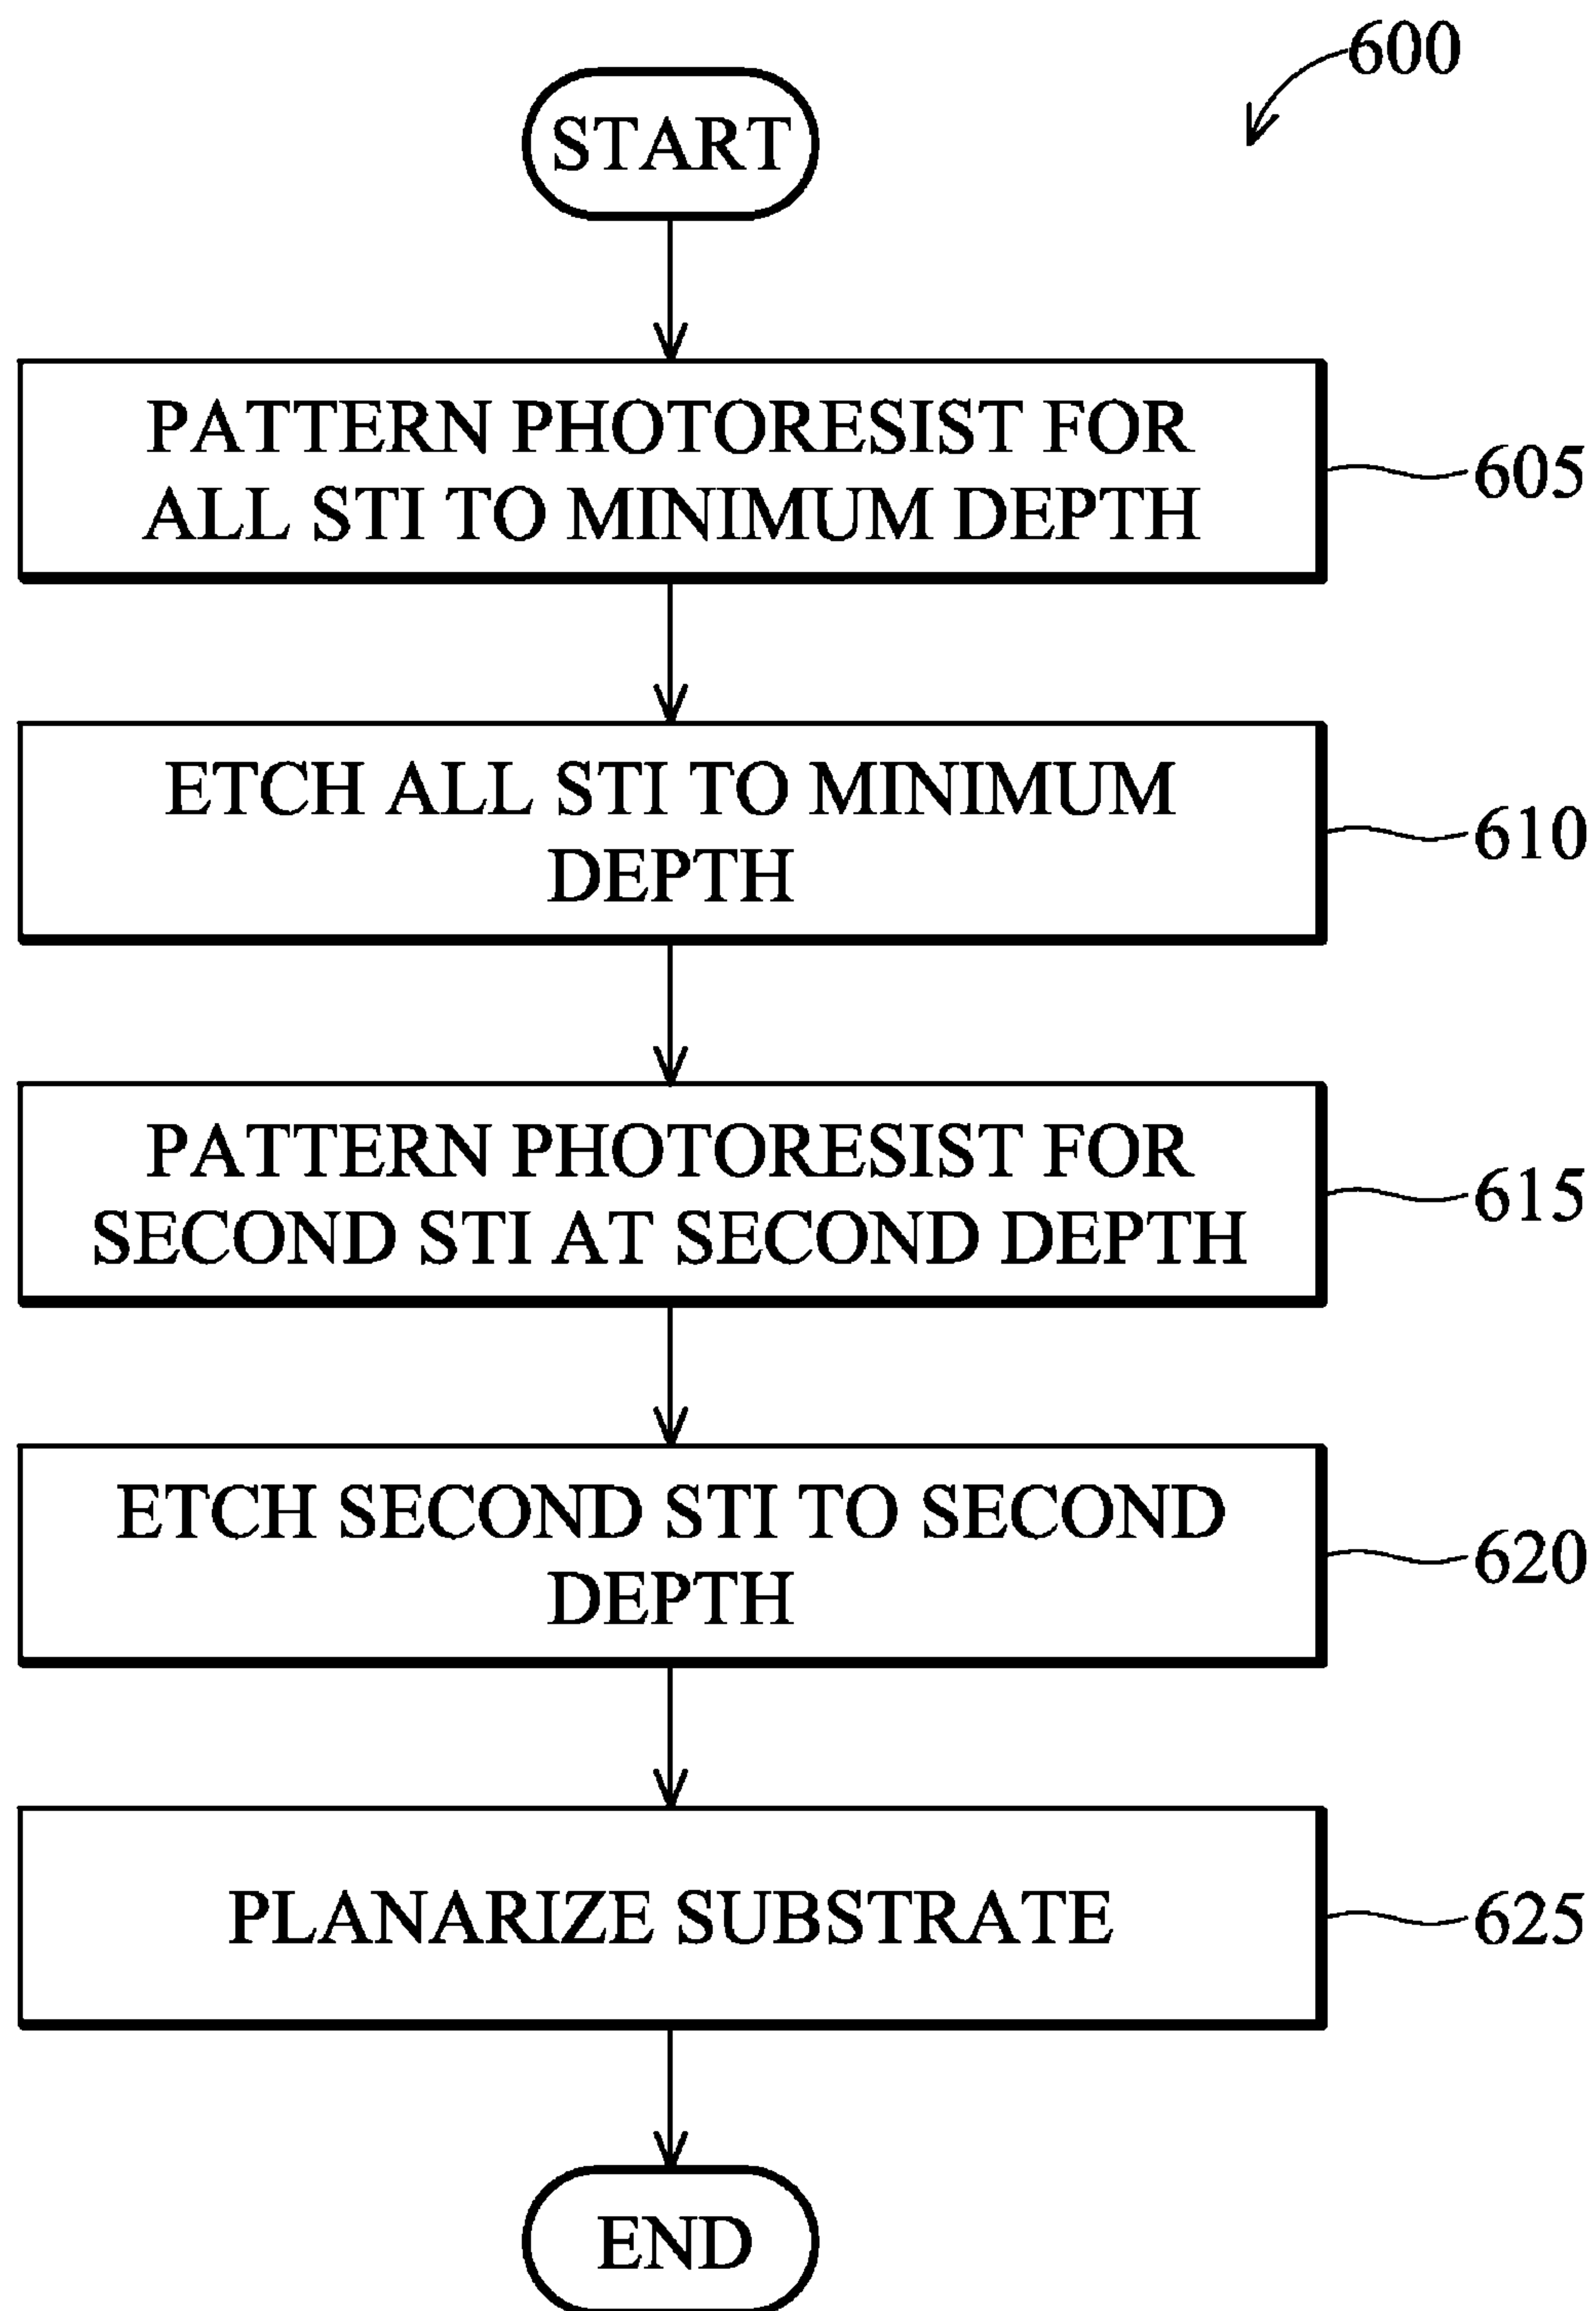 600
START
PATTERN PHOTORESIST FOR
ALL STI TO MINIMUM DEPTH
605
ETCH ALL STI TO MINIMUM
DEPTH
610
PATTERN PHOTORESIST FOR
SECOND STI AT SECOND DEPTH
615
ETCH SECOND STI TO SECOND
DEPTH
620
PLANARIZE SUBSTRATE
625
END